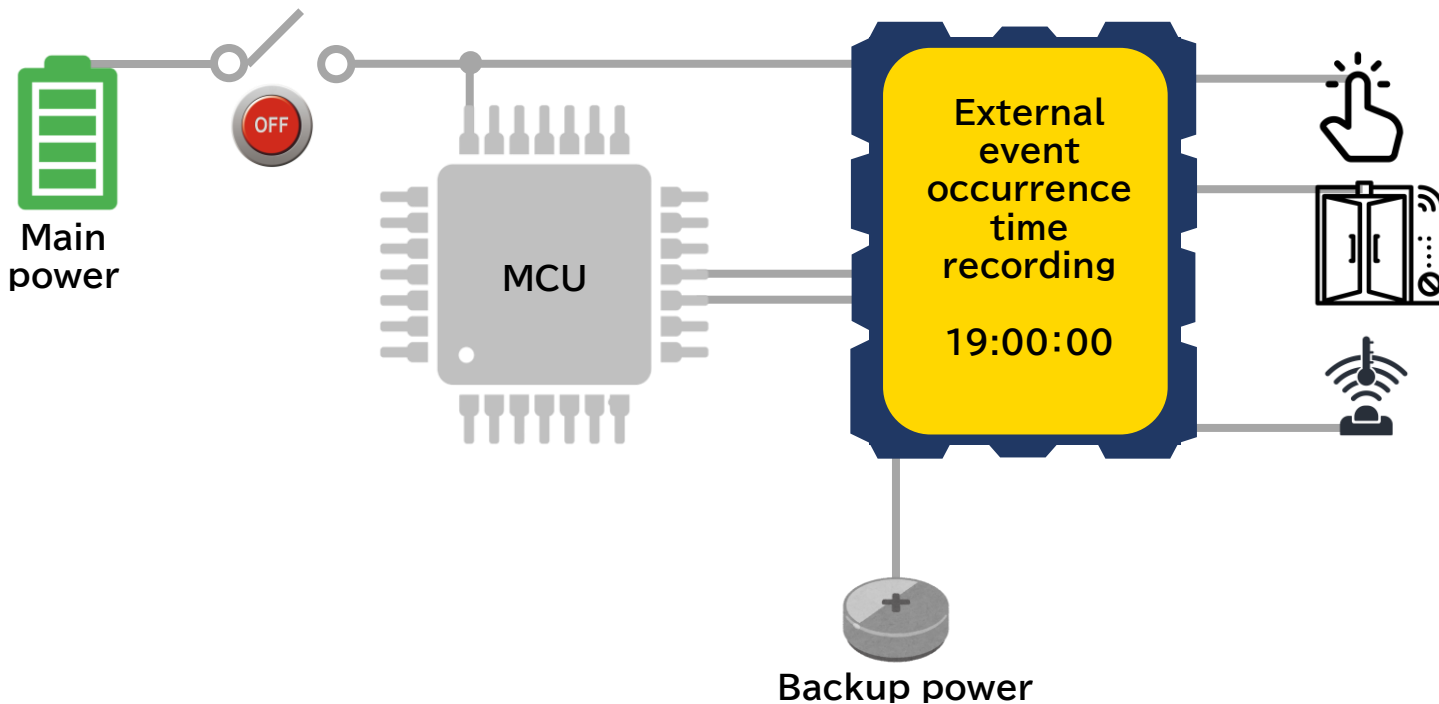 OFF
Main
power
MCU
External
event
occurrence
time
recording
19:00:00
Backup power